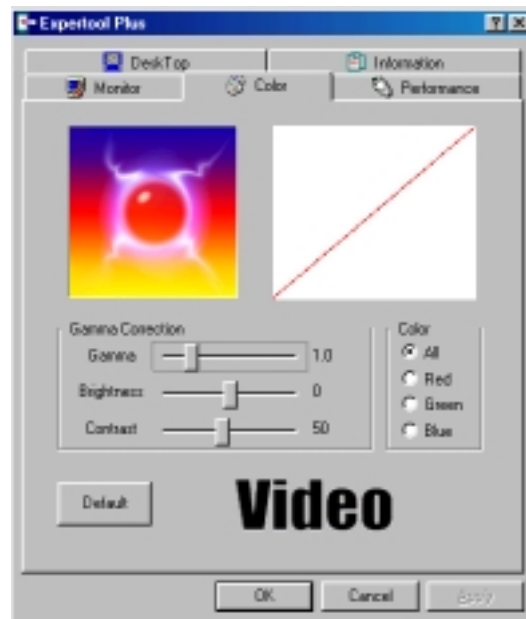 Expertool Plus
DeskTop
Information
Monitor
Color
Performance
Gamma Correction
Gamma
1.0
Brightness
0
Contrast
50
Color
All
Red
Green
Blue
Default
Video
OK
Cancel
Apply